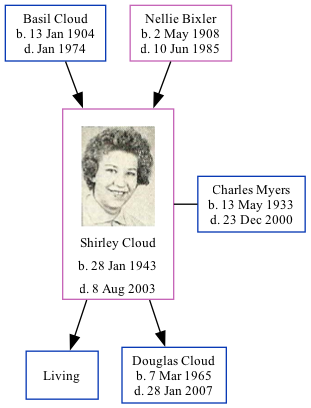 Basil Cloud
b. 13 Jan 1904
d. Jan 1974
Nellie Bixler
b. 2 May 1908
d. 10 Jun 1985
Shirley Cloud
b. 28 Jan 1943
d. 8 Aug 2003
Charles Myers
b. 13 May 1933
d. 23 Dec 2000
Living
Douglas Cloud
b. 7 Mar 1965
d. 28 Jan 2007